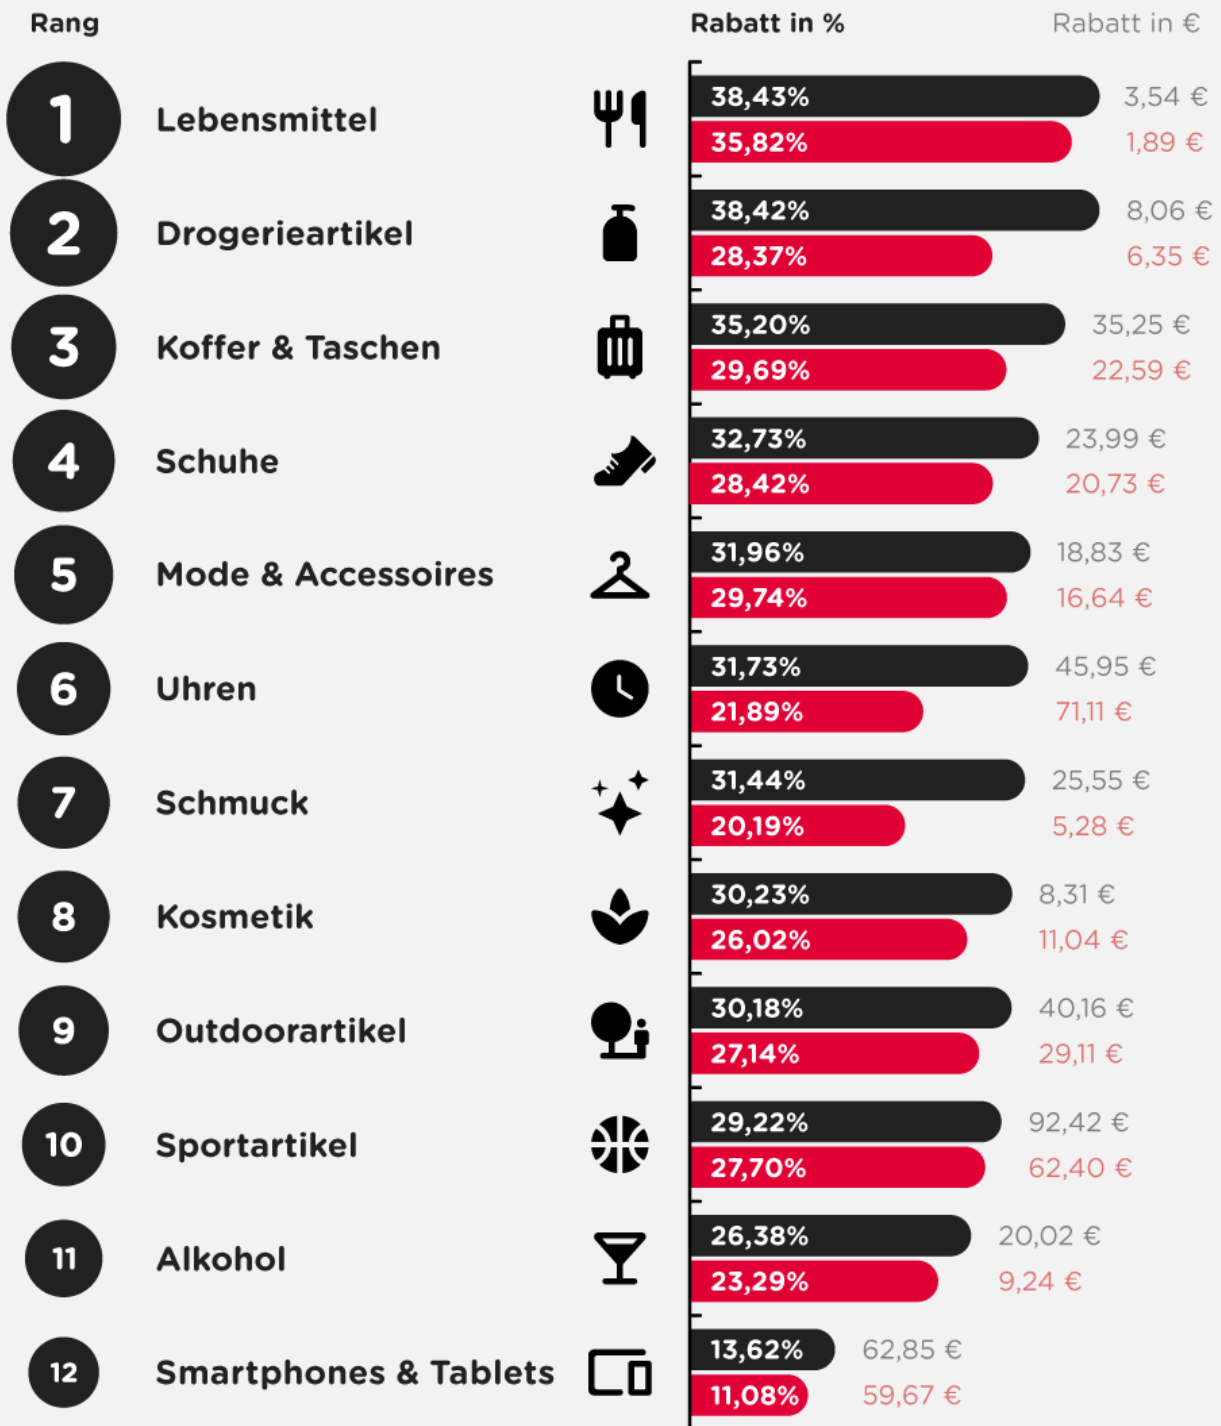 Rang Rabatt in % Rabatt in €
1 Lebensmittel 38,43% 3,54 €
35,82% 1,89 €
2 Drogerieartikel 38,42% 8,06 €
28,37% 6,35 €
3 Koffer & Taschen 35,20% 35,25 €
29,69% 22,59 €
4 Schuhe 32,73% 23,99 €
28,42% 20,73 €
5 Mode & Accessoires 31,96% 18,83 €
29,74% 16,64 €
6 Uhren 31,73% 45,95 €
21,89% 71,11 €
7 Schmuck 31,44% 25,55 €
20,19% 5,28 €
8 Kosmetik 30,23% 8,31 €
26,02% 11,04 €
9 Outdoorartikel 30,18% 40,16 €
27,14% 29,11 €
10 Sportartikel 29,22% 92,42 €
27,70% 62,40 €
11 Alkohol 26,38% 20,02 €
23,29% 9,24 €
12 Smartphones & Tablets 13,62% 62,85 €
11,08% 59,67 €